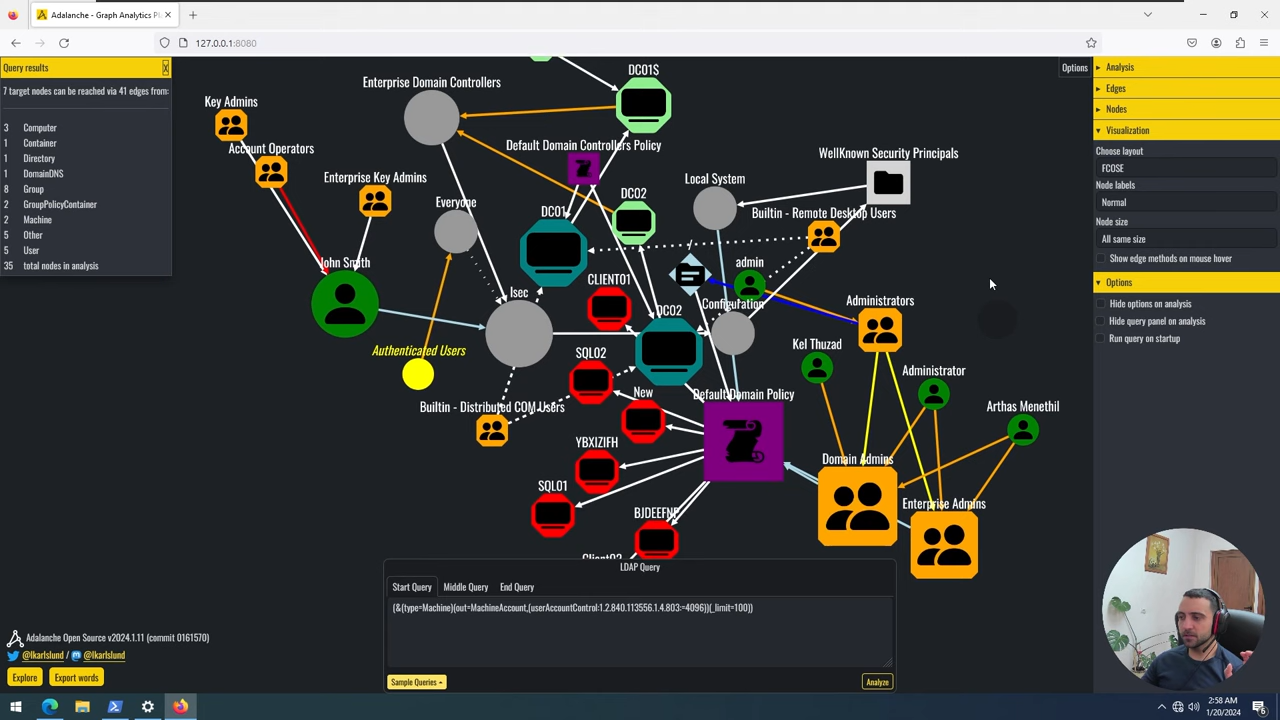 Adalanche - Graph Analytics Pl
127.0.0.1:8080
Query results
X
7 target nodes can be reached via 41 edges from:
3 Computer
1 Container
1 Directory
1 DomainDNS
8 Group
2 GroupPolicyContainer
2 Machine
5 Other
5 User
35 total nodes in analysis
Options
Analysis
Edges
Nodes
Visualization
Choose layout
FCOSE
Node labels
Normal
Node size
All same size
Show edge methods on mouse hover
Options
Hide options on analysis
Hide query panel on analysis
Run query on startup
DC01S
Enterprise Domain Controllers
Key Admins
Default Domain Controllers Policy
Account Operators
WellKnown Security Principals
Enterprise Key Admins
Local System
DC02
Everyone
DC01
Builtin - Remote Desktop Users
/
John Smith
admin
CLIENT01
lsec
Configuration
Administrators
DC02
Kel Thuzad
Authenticated Users
SQL02
Administrator
New
Default Domain Policy
Builtin - Distributed COM Users
Arthas Menethil
YBXIZIFH
Domain Admins
SQL01
Enterprise Admins
BJDEEFNF
Client02
LDAP Query
Start Query Middle Query End Query
(&(type=Machine)(out=MachineAccount,(userAccountControl:1.2.840.113556.1.4.803:=4096))(_limit=100))
Sample Queries
Analyze
Adalanche Open Source v2024.1.11 (commit 0161570)
@lkarlslund / @lkarlslund
Explore
Export words
2:58 AM
1/20/2024
6